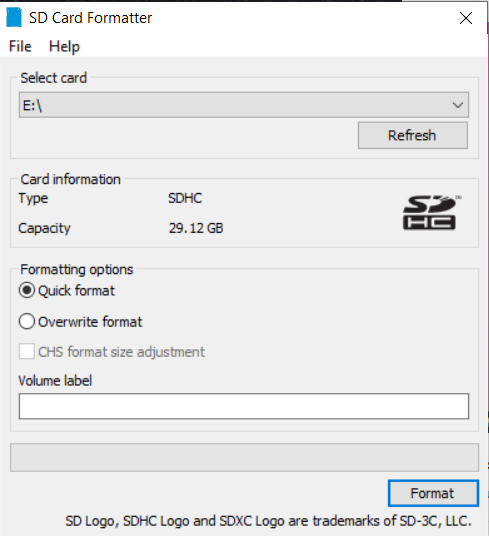 SD Card Formatter
File Help
Select card
E:\
Refresh
Card information
Type SDHC
SD
HC
™
Capacity 29.12 GB
Formatting options
Quick format
Overwrite format
CHS format size adjustment
Volume label
Format
SD Logo, SDHC Logo and SDXC Logo are trademarks of SD-3C, LLC.